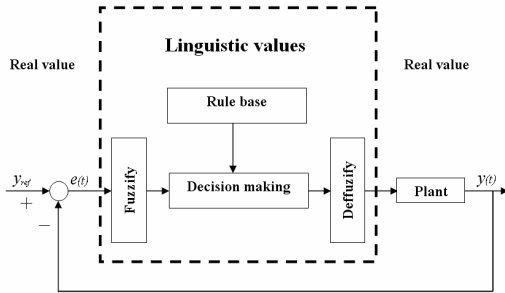 Linguistic values
Real value
Real value
Rule base
y_ref
e(t)
+
−
Fuzzify
Decision making
Deffuzify
Plant
y(t)